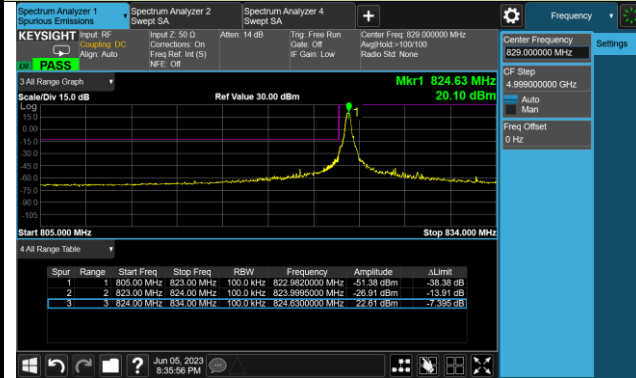 Spectrum Analyzer 1
Spurious Emissions
Spectrum Analyzer 2
Swept SA
Spectrum Analyzer 4
Swept SA
+
Frequency
KEYSIGHT
Input: RF
Coupling: DC
Align: Auto
Input Z: 50 Ω
Corrections: On
Freq Ref: Int (S)
NFE: Off
Atten: 14 dB
Trig: Free Run
Gate: Off
IF Gain: Low
Center Freq: 829.000000 MHz
Avg|Hold:>100/100
Radio Std: None
PASS
Center Frequency
829.000000 MHz
Settings
CF Step
4.999000000 GHz
Auto
Man
Freq Offset
0 Hz
3 All Range Graph
Mkr1 824.63 MHz
Scale/Div 15.0 dB
Ref Value 30.00 dBm
20.10 dBm
Log
15.0
0.00
-15.0
-30.0
-45.0
-60.0
-75.0
-90.0
-105
1
Start 805.000 MHz
Stop 834.000 MHz
4 All Range Table
Spur Range Start Freq Stop Freq RBW Frequency Amplitude ΔLimit
1 1 805.00 MHz 823.00 MHz 100.0 kHz 822.9820 MHz -51.38 dBm -38.38 dB
2 2 823.00 MHz 824.00 MHz 100.0 kHz 823.9995 MHz -26.91 dBm -13.91 dB
3 3 824.00 MHz 834.00 MHz 100.0 kHz 824.6300 MHz 22.61 dBm -7.395 dB
?
Jun 05, 2023
8:35:56 PM